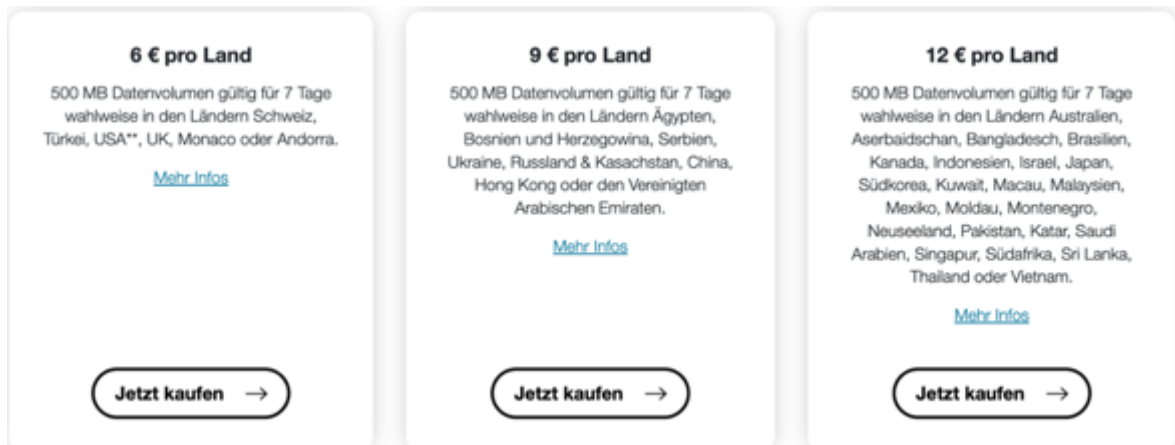 6 € pro Land
500 MB Datenvolumen gültig für 7 Tage
wahlweise in den Ländern Schweiz,
Türkei, USA**, UK, Monaco oder Andorra.
Mehr Infos
Jetzt kaufen →
9 € pro Land
500 MB Datenvolumen gültig für 7 Tage
wahlweise in den Ländern Ägypten,
Bosnien und Herzegowina, Serbien,
Ukraine, Russland & Kasachstan, China,
Hong Kong oder den Vereinigten
Arabischen Emiraten.
Mehr Infos
Jetzt kaufen →
12 € pro Land
500 MB Datenvolumen gültig für 7 Tage
wahlweise in den Ländern Australien,
Aserbaidschan, Bangladesch, Brasilien,
Kanada, Indonesien, Israel, Japan,
Südkorea, Kuwait, Macau, Malaysien,
Mexiko, Moldau, Montenegro,
Neuseeland, Pakistan, Katar, Saudi
Arabien, Singapur, Südafrika, Sri Lanka,
Thailand oder Vietnam.
Mehr Infos
Jetzt kaufen →